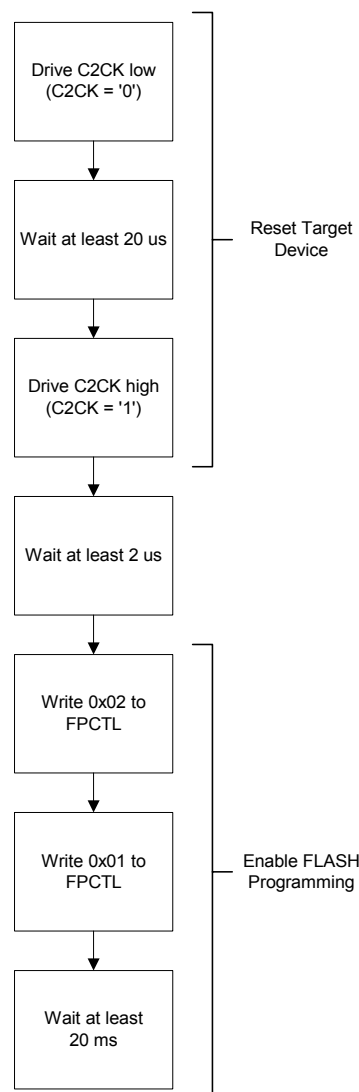 Drive C2CK low
(C2CK = '0')
Wait at least 20 us
Drive C2CK high
(C2CK = '1')
Reset Target
Device
Wait at least 2 us
Write 0x02 to
FPCTL
Write 0x01 to
FPCTL
Wait at least
20 ms
Enable FLASH
Programming